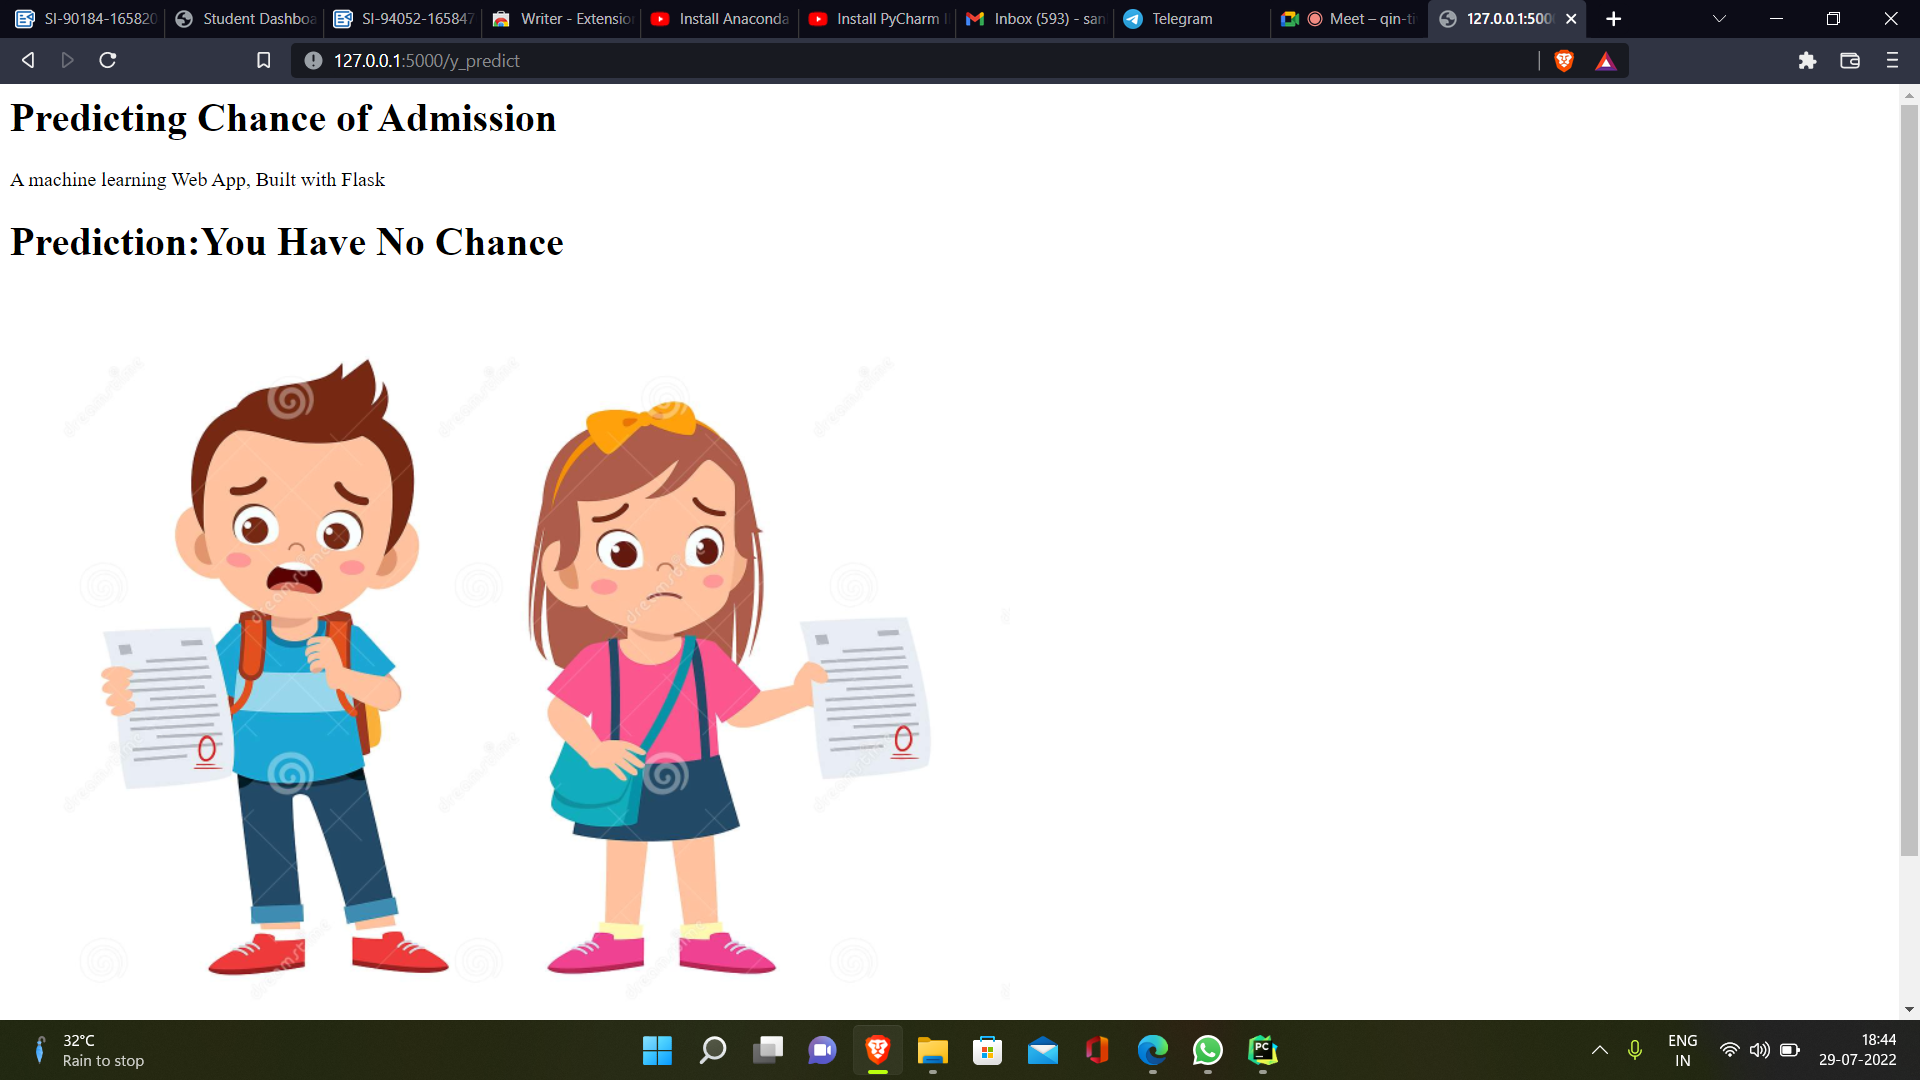 SI-90184-165820
Student Dashboa
SI-94052-165847
Writer - Extension
Install Anaconda
Install PyCharm I
Inbox (593) - san
Telegram
Meet – qin-ti
127.0.0.1:500
127.0.0.1:5000/y_predict
Predicting Chance of Admission
A machine learning Web App, Built with Flask
Prediction:You Have No Chance
dreamstime
0
0
32°C
Rain to stop
PC
ENG
IN
18:44
29-07-2022